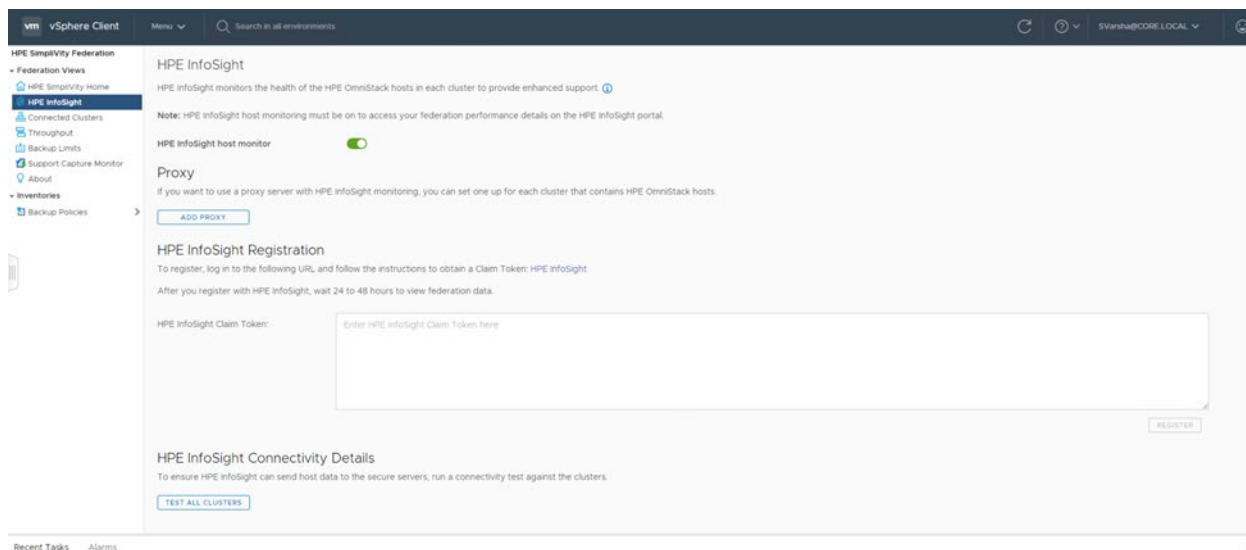 vm vSphere Client Menu Search in all environments SVarsha@CORE.LOCAL
HPE SimpliVity Federation
Federation Views
HPE SimpliVity Home
HPE InfoSight
Connected Clusters
Throughput
Backup Limits
Support Capture Monitor
About
Inventories
Backup Policies
HPE InfoSight
HPE InfoSight monitors the health of the HPE OmniStack hosts in each cluster to provide enhanced support.
Note: HPE InfoSight host monitoring must be on to access your federation performance details on the HPE InfoSight portal.
HPE InfoSight host monitor
Proxy
If you want to use a proxy server with HPE InfoSight monitoring, you can set one up for each cluster that contains HPE OmniStack hosts.
ADD PROXY
HPE InfoSight Registration
To register, log in to the following URL and follow the instructions to obtain a Claim Token: HPE InfoSight
After you register with HPE InfoSight, wait 24 to 48 hours to view federation data.
HPE InfoSight Claim Token: Enter HPE InfoSight Claim Token here
REGISTER
HPE InfoSight Connectivity Details
To ensure HPE InfoSight can send host data to the secure servers, run a connectivity test against the clusters.
TEST ALL CLUSTERS
Recent Tasks Alarms